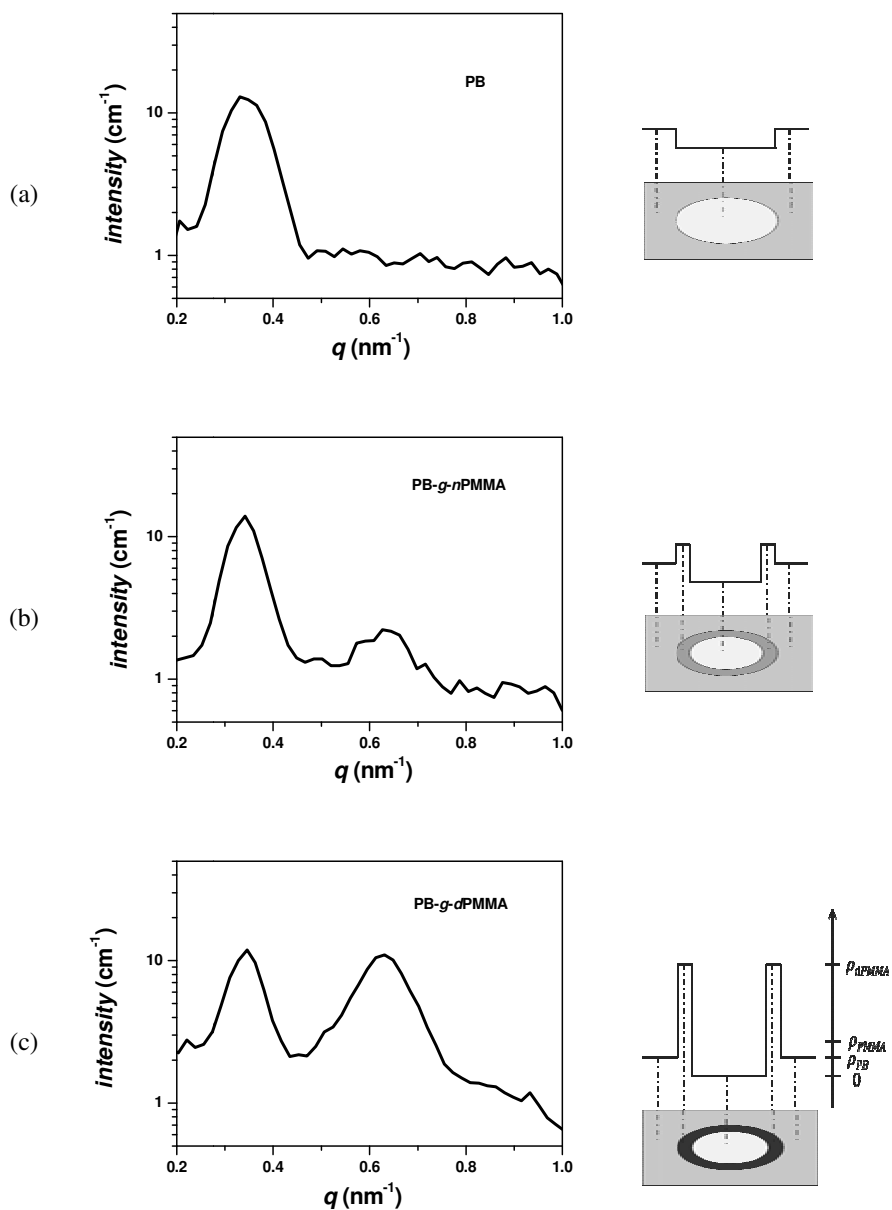 (a)
intensity (cm⁻¹)
10
1
PB
0.2 0.4 0.6 0.8 1.0
q (nm⁻¹)
(b)
intensity (cm⁻¹)
10
1
PB-g-nPMMA
0.2 0.4 0.6 0.8 1.0
q (nm⁻¹)
(c)
intensity (cm⁻¹)
10
1
PB-g-dPMMA
0.2 0.4 0.6 0.8 1.0
q (nm⁻¹)
ρdPMMA
ρPMMA
ρPB
0